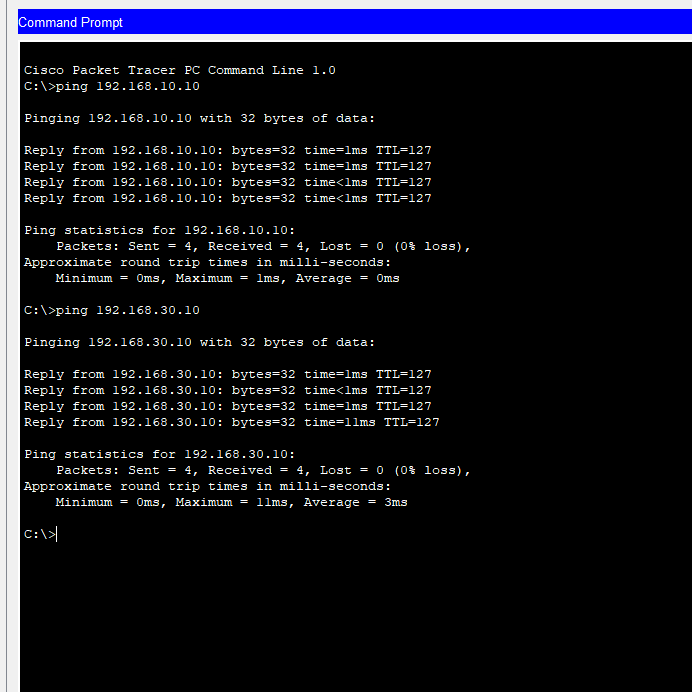 Command Prompt
Cisco Packet Tracer PC Command Line 1.0
C:\>ping 192.168.10.10
Pinging 192.168.10.10 with 32 bytes of data:
Reply from 192.168.10.10: bytes=32 time=1ms TTL=127
Reply from 192.168.10.10: bytes=32 time=1ms TTL=127
Reply from 192.168.10.10: bytes=32 time<1ms TTL=127
Reply from 192.168.10.10: bytes=32 time<1ms TTL=127
Ping statistics for 192.168.10.10:
Packets: Sent = 4, Received = 4, Lost = 0 (0% loss),
Approximate round trip times in milli-seconds:
Minimum = 0ms, Maximum = 1ms, Average = 0ms
C:\>ping 192.168.30.10
Pinging 192.168.30.10 with 32 bytes of data:
Reply from 192.168.30.10: bytes=32 time=1ms TTL=127
Reply from 192.168.30.10: bytes=32 time<1ms TTL=127
Reply from 192.168.30.10: bytes=32 time=1ms TTL=127
Reply from 192.168.30.10: bytes=32 time=11ms TTL=127
Ping statistics for 192.168.30.10:
Packets: Sent = 4, Received = 4, Lost = 0 (0% loss),
Approximate round trip times in milli-seconds:
Minimum = 0ms, Maximum = 11ms, Average = 3ms
C:\>